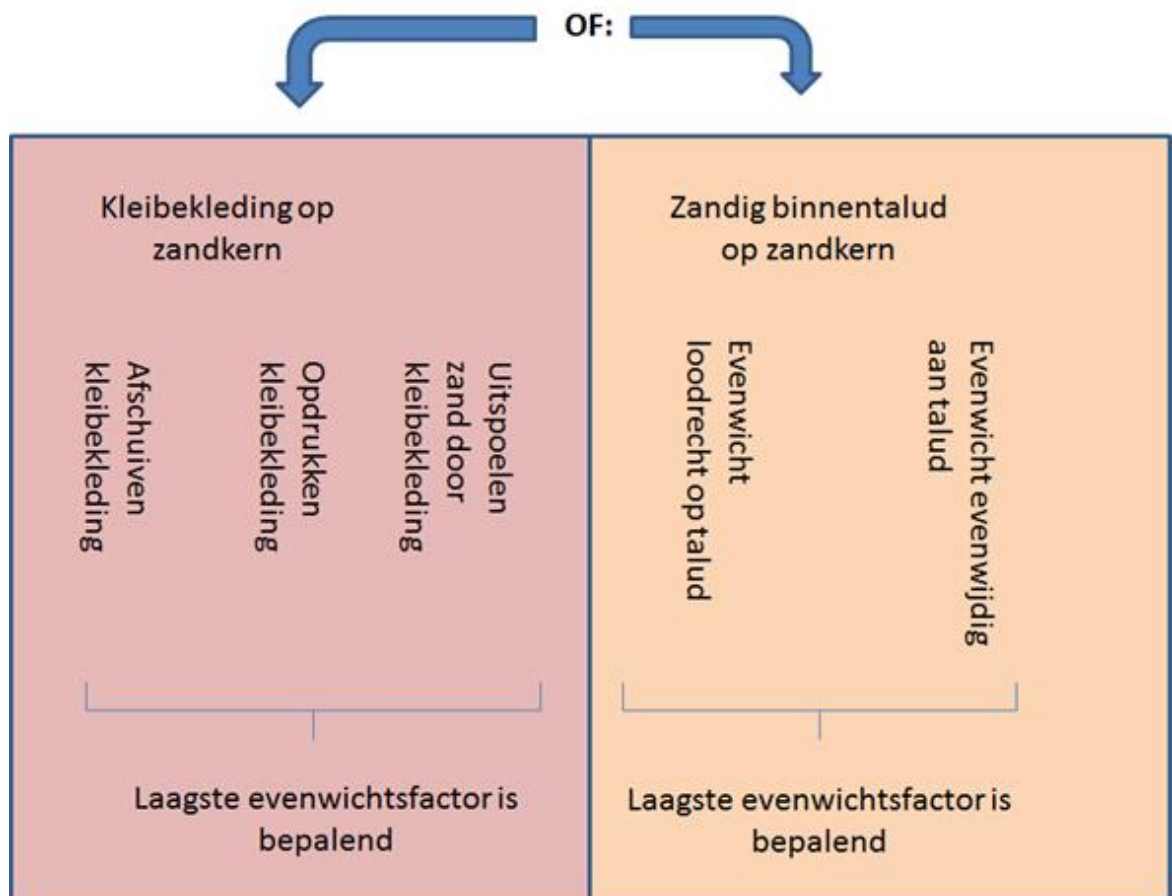 OF:
Kleibekleding op
zandkern
Afschuiven
kleibekleding
Opdrukken
kleibekleding
Uitspoelen
zand door
kleibekleding
Laagste evenwichtsfactor is
bepalend
Zandig binnentalud
op zandkern
Evenwicht
loodrecht op talud
Evenwicht evenwijdig
aan talud
Laagste evenwichtsfactor is
bepalend